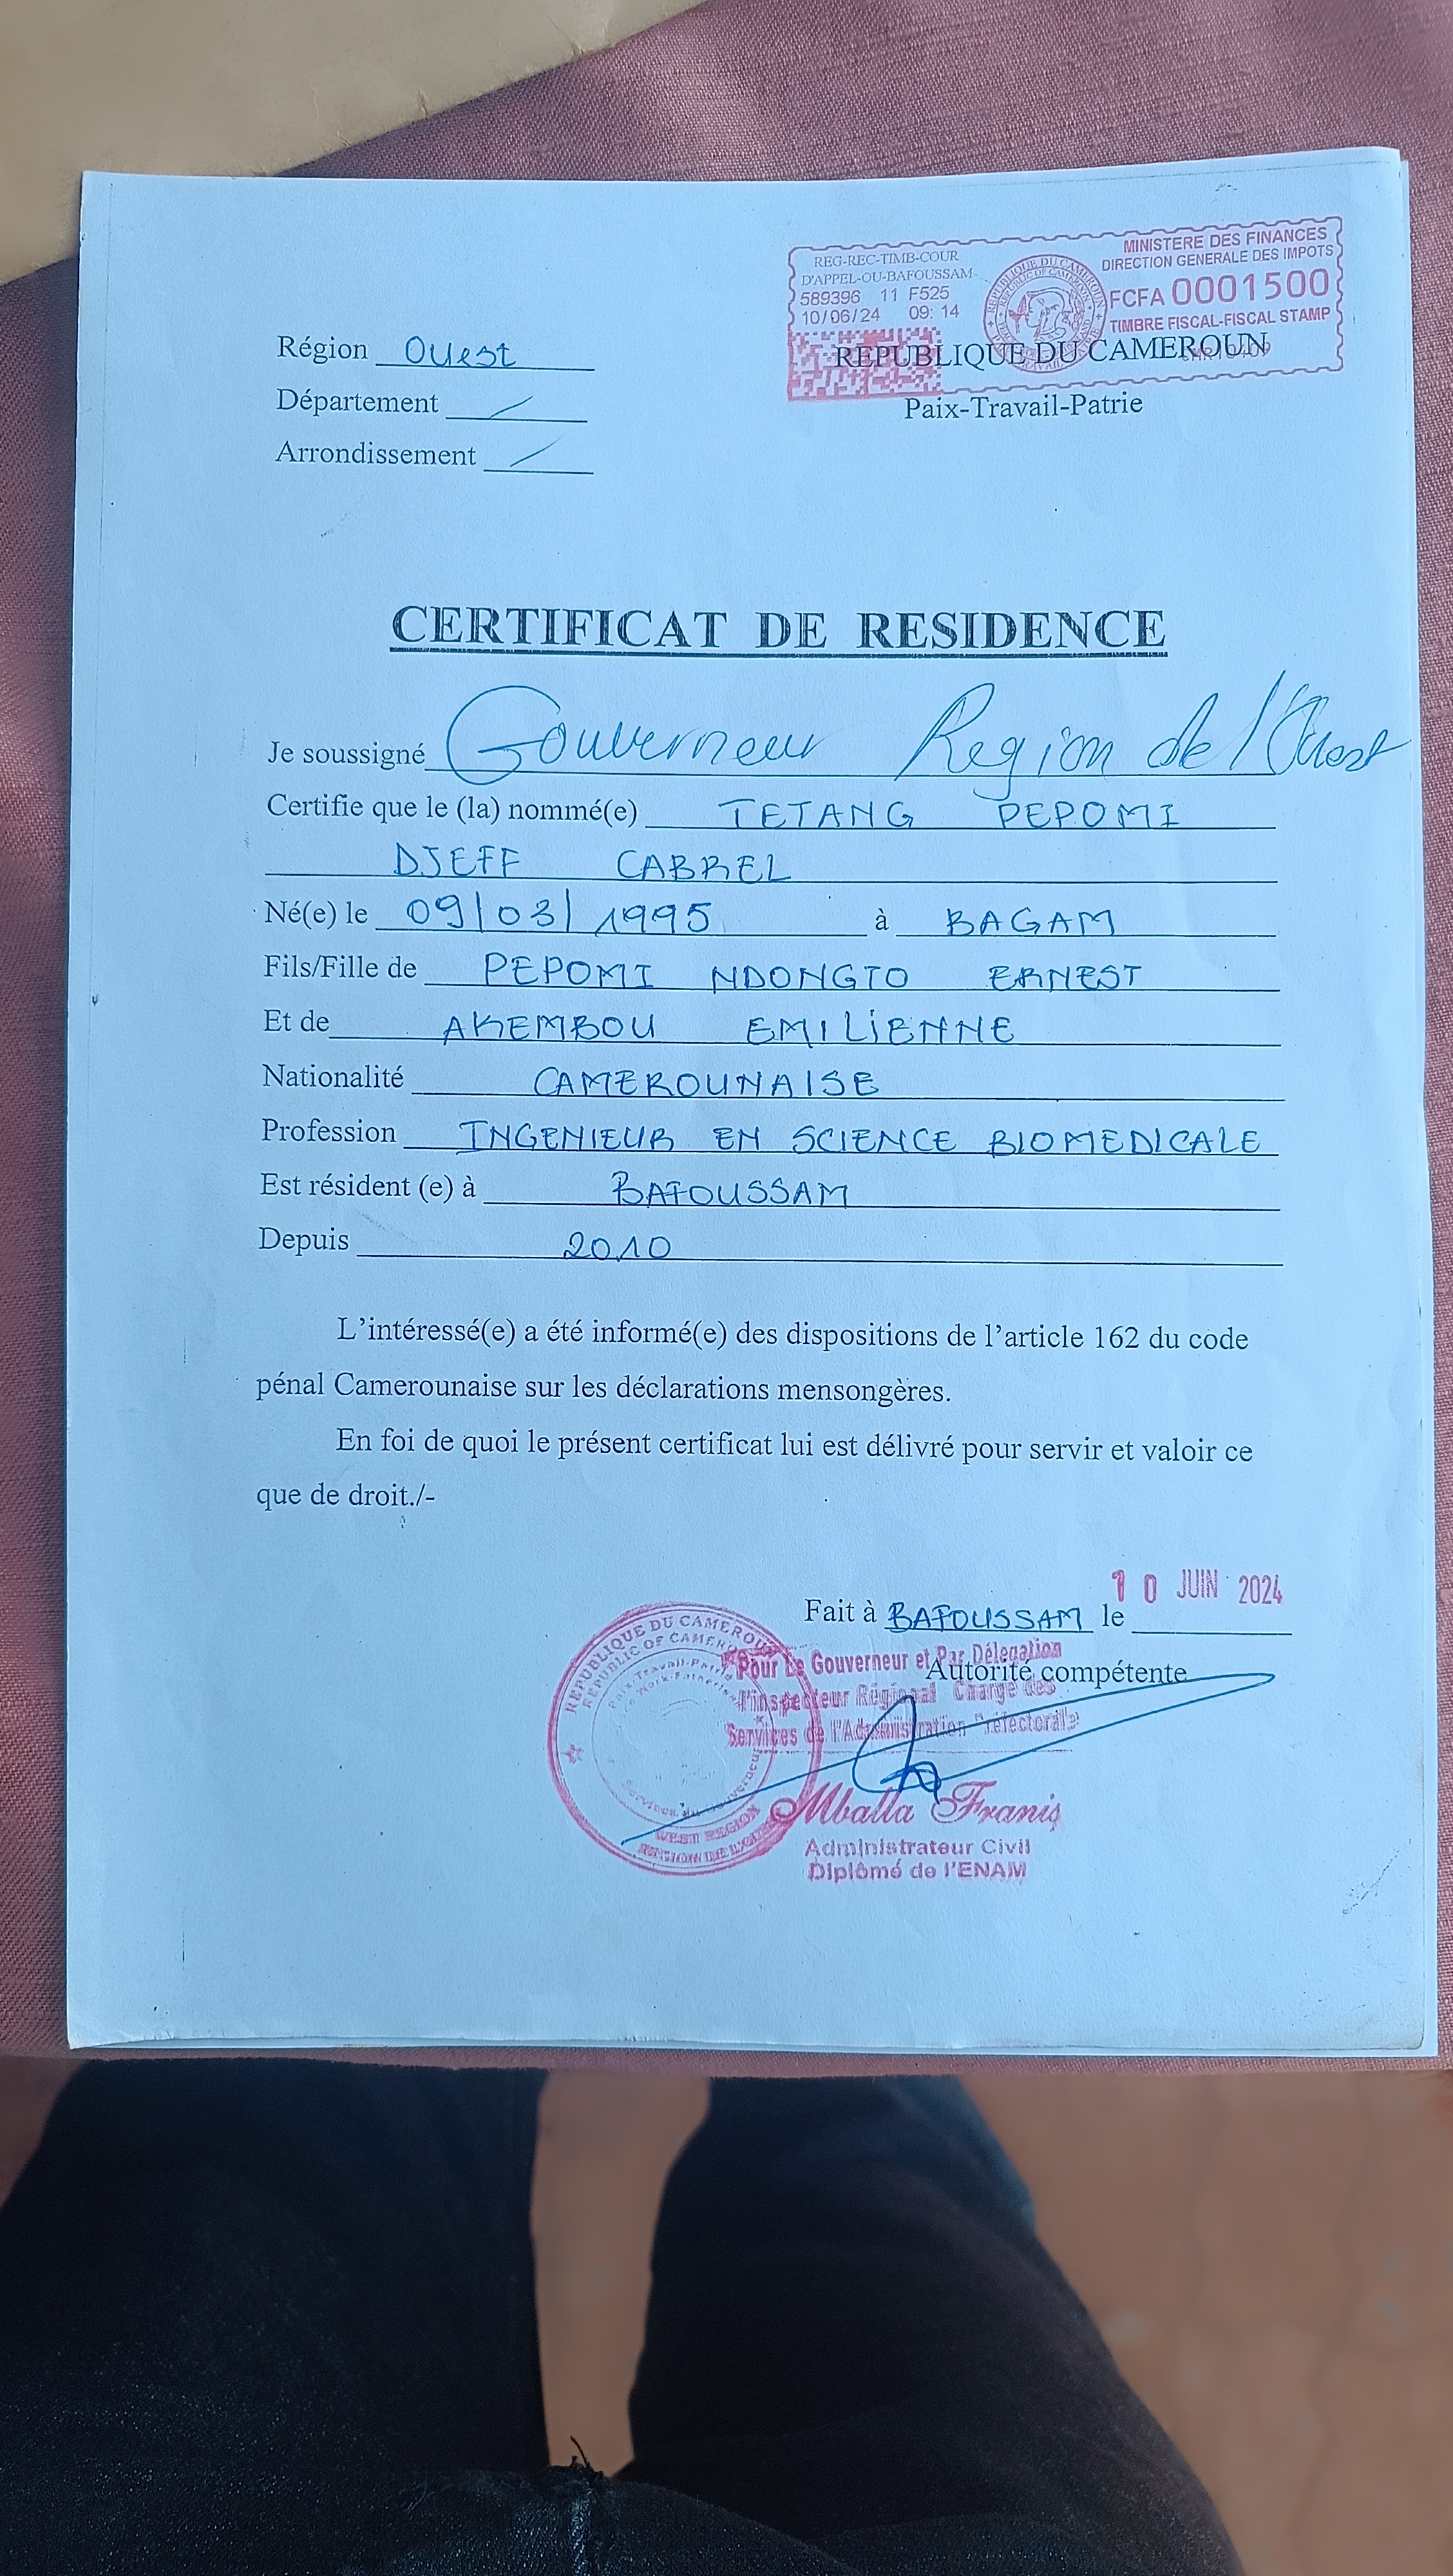 REG-REC-TIMB-COUR
D'APPEL-OU-BAFOUSSAM
589396 11 F525
10/06/24 09:14
MINISTERE DES FINANCES
DIRECTION GENERALE DES IMPOTS
FCFA 0001500
TIMBRE FISCAL-FISCAL STAMP
REPUBLIQUE DU CAMEROUN
REPUBLIC OF CAMEROON
Région Ouest
REPUBLIQUE DU CAMEROUN
Département /
Paix-Travail-Patrie
Arrondissement /
CERTIFICAT DE RESIDENCE
Je soussigné Gouverneur Region de l'Ouest
Certifie que le (la) nommé(e) TETANG PEPOMI
DJEFF CABREL
Né(e) le 09/03/1995 à BAGAM
Fils/Fille de PEPOMI NDONGTO ERNEST
Et de AKEMBOU EMILIENNE
Nationalité CAMEROUNAISE
Profession INGENIEUR EN SCIENCE BIOMEDICALE
Est résident (e) à BAFOUSSAM
Depuis 2010
L'intéressé(e) a été informé(e) des dispositions de l'article 162 du code
pénal Camerounaise sur les déclarations mensongères.
En foi de quoi le présent certificat lui est délivré pour servir et valoir ce
que de droit./-
10 JUIN 2024
Fait à BAFOUSSAM le
Autorité compétente
Pour Le Gouverneur et Par Délégation
l'Inspecteur Régional Chargé des
Services de l'Administration Préfectorale
Mballa Franis
Administrateur Civil
Diplômé de l'ENAM
REPUBLIQUE DU CAMEROUN
REPUBLIC OF CAMEROON
Paix-Travail-Patrie
WEST REGION
REGION DE L'OUEST